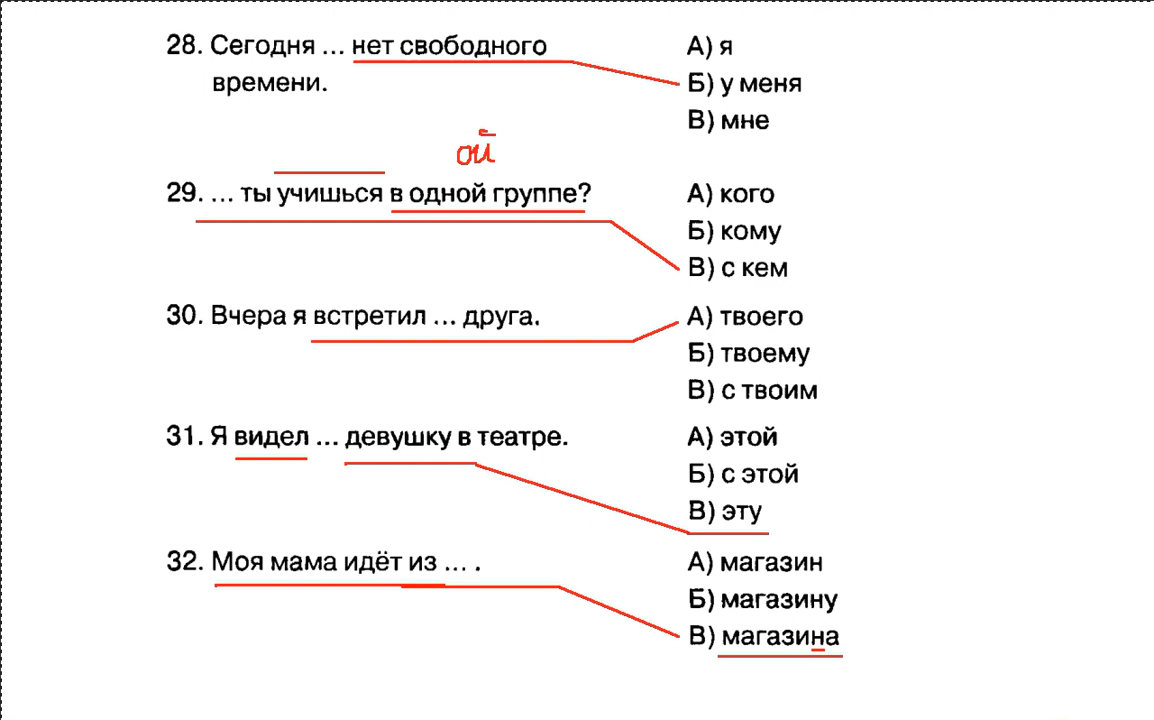 28. Сегодня ... нет свободного
времени.
А) я
Б) у меня
В) мне
ой
29. ... ты учишься в одной группе?
А) кого
Б) кому
В) с кем
30. Вчера я встретил ... друга.
А) твоего
Б) твоему
В) с твоим
31. Я видел ... девушку в театре.
А) этой
Б) с этой
В) эту
32. Моя мама идёт из ... .
А) магазин
Б) магазину
В) магазина